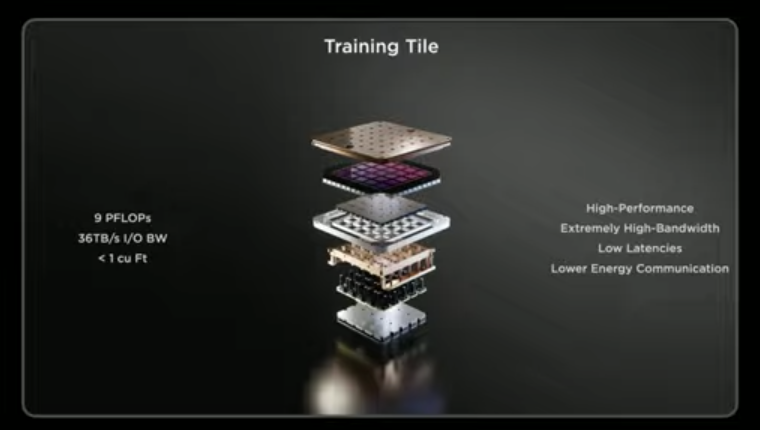 Training Tile
9 PFLOPs
36TB/s I/O BW
< 1 cu Ft
High-Performance
Extremely High-Bandwidth
Low Latencies
Lower Energy Communication